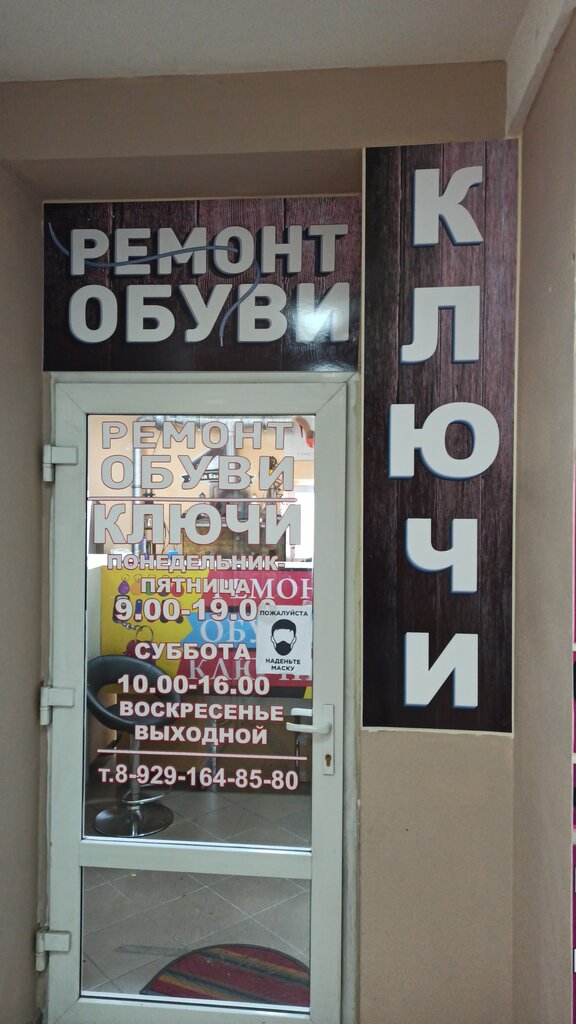 РЕМОНТ
ОБУВИ
КЛЮЧИ
РЕМОНТ
ОБУВИ
КЛЮЧИ
ПОНЕДЕЛЬНИК-
ПЯТНИЦА
9.00-19.00
СУББОТА
10.00-16.00
ВОСКРЕСЕНЬЕ
ВЫХОДНОЙ
т.8-929-164-85-80
ПОЖАЛУЙСТА
НАДЕНЬТЕ
МАСКУ